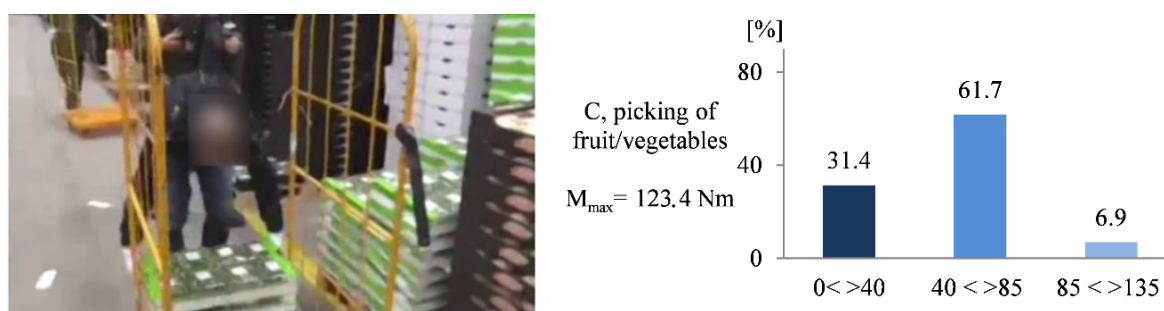 [%]
80
40
0
C, picking of
fruit/vegetables
Mmax= 123.4 Nm
31.4
61.7
6.9
0< >40
40 < >85
85 < >135